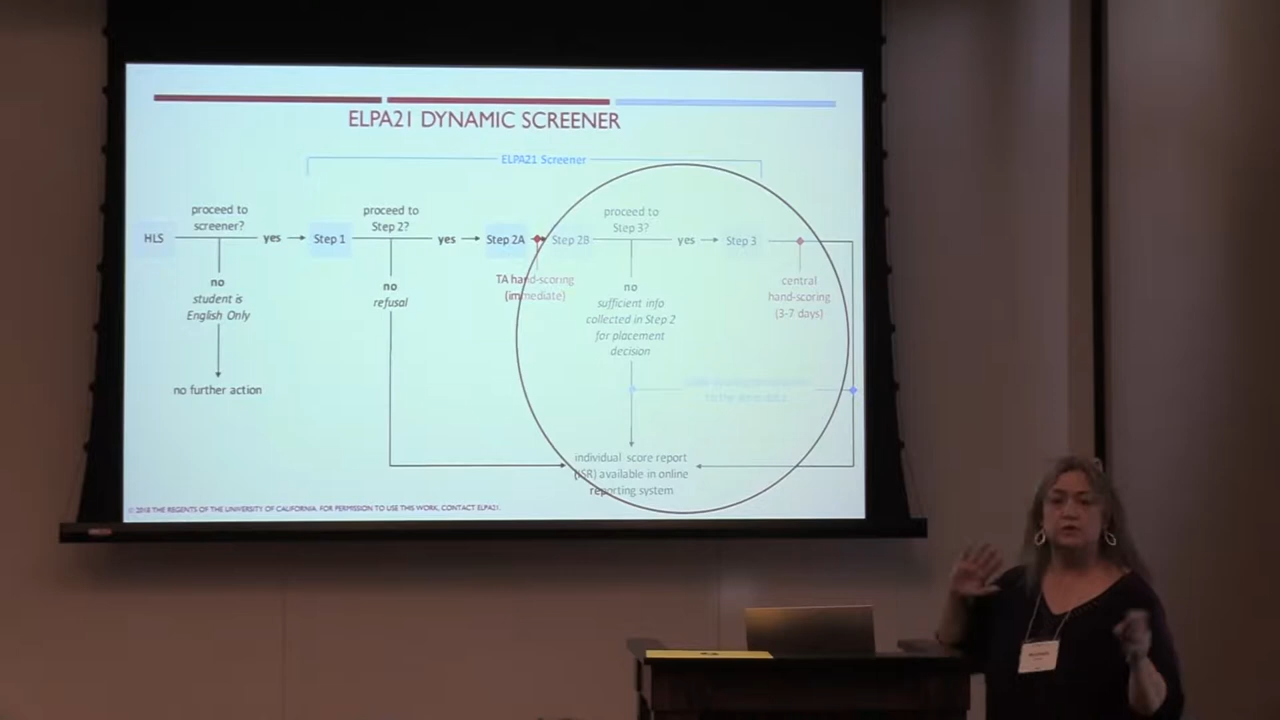 ELPA21 DYNAMIC SCREENER
ELPA21 Screener
HLS
proceed to
screener?
yes
Step 1
proceed to
Step 2?
yes
Step 2A
Step 2B
proceed to
Step 3?
yes
Step 3
no
student is
English Only
no further action
no
refusal
TA hand-scoring
(immediate)
no
sufficient info
collected in Step 2
for placement
decision
central
hand-scoring
(3-7 days)
individual score report
(ISR) available in online
reporting system
© 2018 THE REGENTS OF THE UNIVERSITY OF CALIFORNIA. FOR PERMISSION TO USE THIS WORK, CONTACT ELPA21.